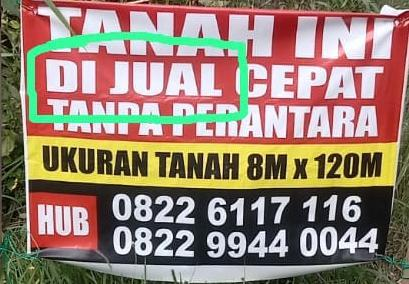 TANAH INI
DI JUAL CEPAT
TANPA PERANTARA
UKURAN TANAH 8M x 120M
HUB
0822 6117 116
0822 9944 0044